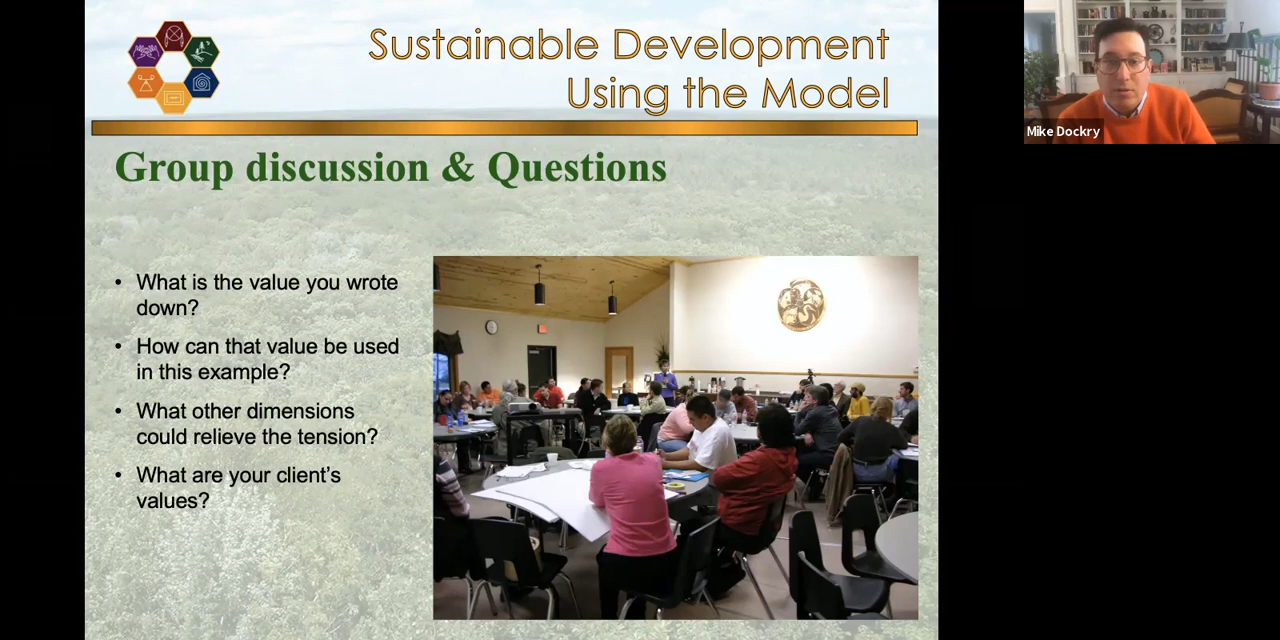 Sustainable Development
Using the Model
Group discussion & Questions
• What is the value you wrote
down?
• How can that value be used
in this example?
• What other dimensions
could relieve the tension?
• What are your client’s
values?
Mike Dockry